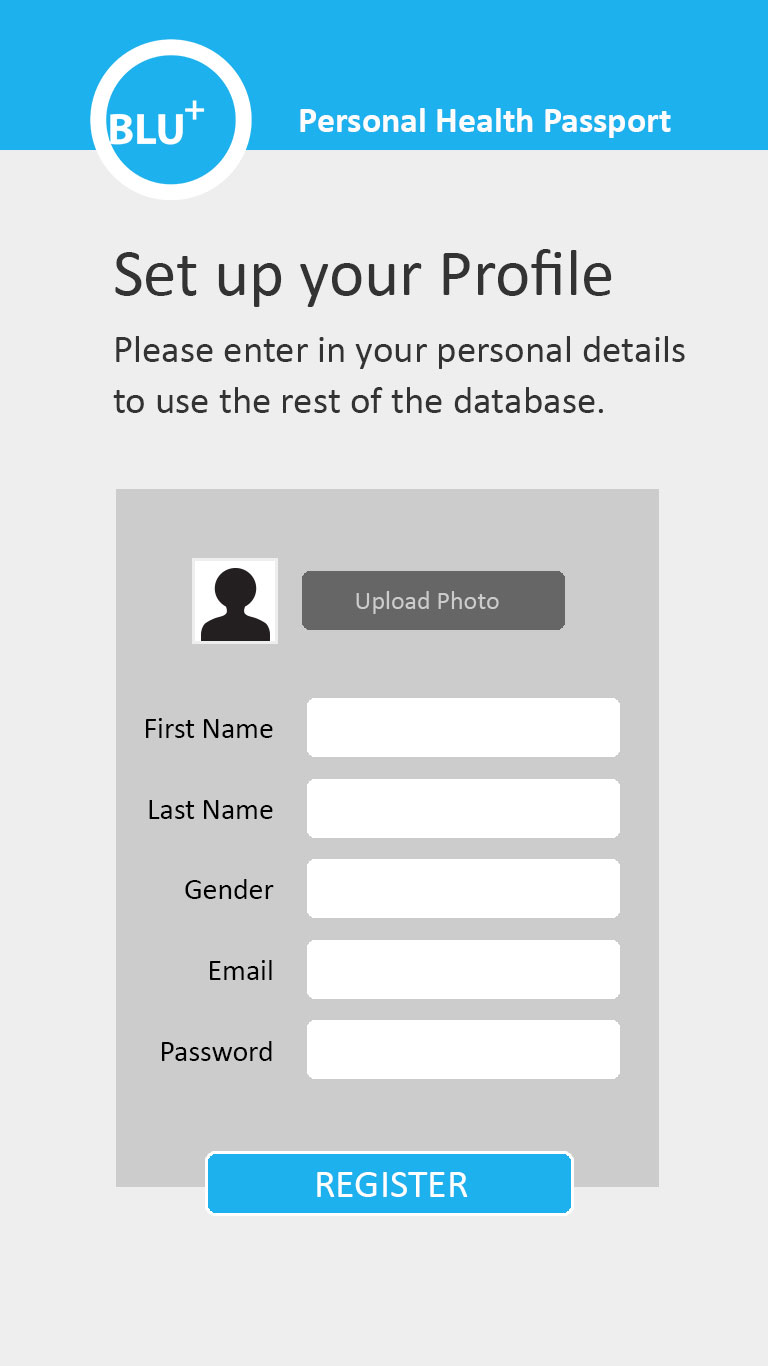 BLU+
Personal Health Passport
Set up your Profile
Please enter in your personal details
to use the rest of the database.
Upload Photo
First Name
Last Name
Gender
Email
Password
REGISTER